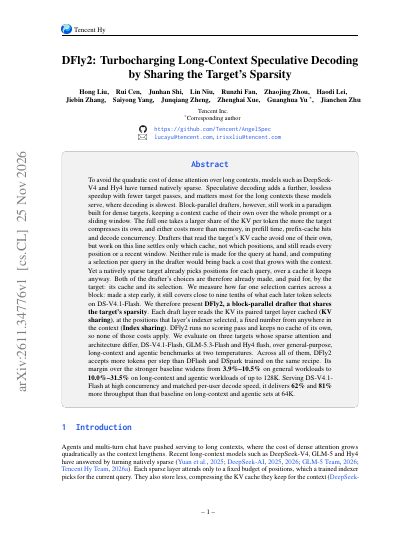 Tencent Hy
DFly2: Turbocharging Long-Context Speculative Decoding
by Sharing the Target's Sparsity
Hong Liu, Rui Cen, Junhan Shi, Lin Niu, Runzhi Fan, Zhaojing Zhou, Haodi Lei,
Jiebin Zhang, Saiyong Yang, Junqiang Zheng, Zhenghai Xue, Guanghua Yu*, Jianchen Zhu
Tencent Inc.
*Corresponding author
https://github.com/Tencent/AngelSpec
lucayu@tencent.com, irisxliu@tencent.com
Abstract
To avoid the quadratic cost of dense attention over long contexts, models such as DeepSeek-
V4 and Hy4 have turned natively sparse. Speculative decoding adds a further, lossless
speedup with fewer target passes, and matters most for the long contexts these models
serve, where decoding is slowest. Block-parallel drafters, however, still work in a paradigm
built for dense targets, keeping a context cache of their own over the whole prompt or a
sliding window. The full one takes a larger share of the KV per token the more the target
compresses its own, and either costs more memory, in prefill time, prefix-cache hits
and decode concurrency. Drafters that read the target's KV cache avoid one of their own,
but work on this line settles only which cache, not which positions, and still reads every
position or a recent window. Neither rule is made for the query at hand, and computing
a selection per query in the drafter would bring back a cost that grows with the context.
Yet a natively sparse target already picks positions for each query, over a cache it keeps
anyway. Both of the drafter's choices are therefore already made, and paid for, by the
target: its cache and its selection. We measure how far one selection carries across a
block: made a step early, it still covers close to nine tenths of what each later token selects
on DS-V4.1-Flash. We therefore present DFly2, a block-parallel drafter that shares
the target's sparsity. Each draft layer reads the KV its paired target layer cached (KV
sharing), at the positions that layer's indexer selected, a fixed number from anywhere
in the context (Index sharing). DFly2 runs no scoring pass and keeps no cache of its own,
so none of those costs apply. We evaluate on three targets whose sparse attention and
architecture differ, DS-V4.1-Flash, GLM-5.3-Flash and Hy4 flash, over general-purpose,
long-context and agentic benchmarks at two temperatures. Across all of them, DFly2
accepts more tokens per step than DFlash and DSpark trained on the same recipe. Its
margin over the stronger baseline widens from 3.9%–10.5% on general workloads to
10.0%–31.5% on long-context and agentic workloads of up to 128K. Serving DS-V4.1-
Flash at high concurrency and matched per-user decode speed, it delivers 62% and 81%
more throughput than that baseline on long-context and agentic sets at 64K.
1 Introduction
Agents and multi-turn chat have pushed serving to long contexts, where the cost of dense attention grows
quadratically as the context lengthens. Recent long-context models such as DeepSeek-V4, GLM-5 and Hy4
have answered by turning natively sparse (Yuan et al., 2025; DeepSeek-AI, 2025, 2026; GLM-5 Team, 2026;
Tencent Hy Team, 2026a). Each sparse layer attends only to a fixed budget of positions, which a trained indexer
picks for the current query. They also store less, compressing the KV cache they keep for the context (DeepSeek-
– 1 –
arXiv:2611.34776v1 [cs.CL] 25 Nov 2026